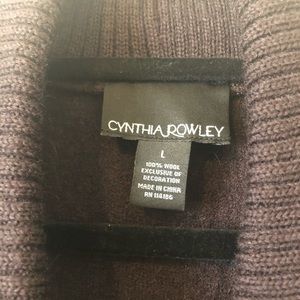 CYNTHIA ROWLEY
L
100% WOOL
EXCLUSIVE OF
DECORATION
MADE IN CHINA
RN 114186